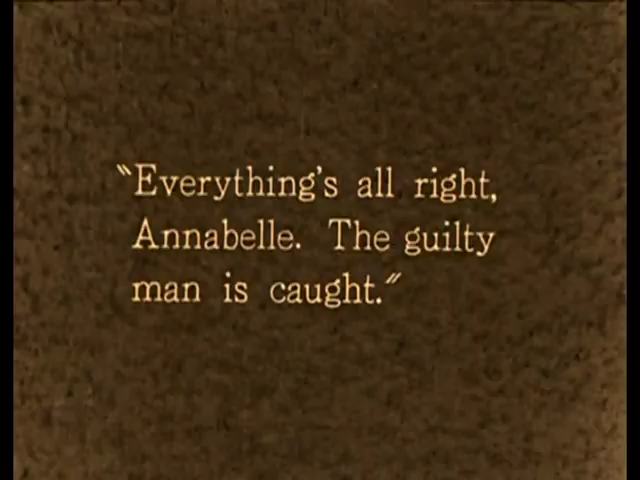 "Everything's all right,
Annabelle. The guilty
man is caught."